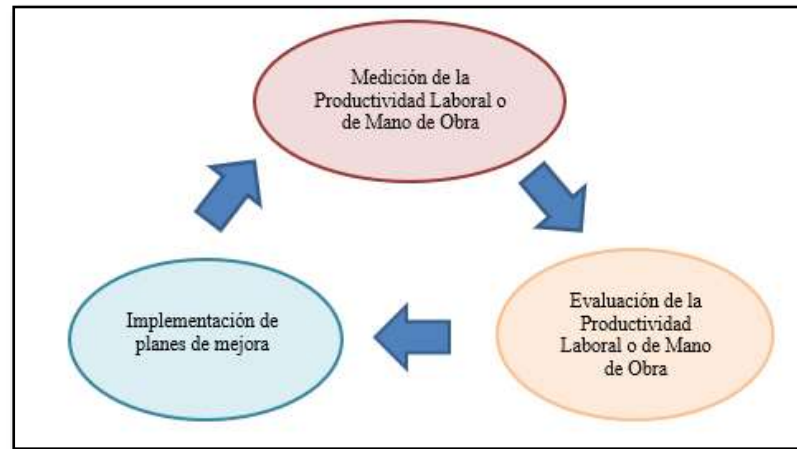 Medición de la
Productividad Laboral o
de Mano de Obra
Evaluación de la
Productividad
Laboral o de Mano
de Obra
Implementación de
planes de mejora